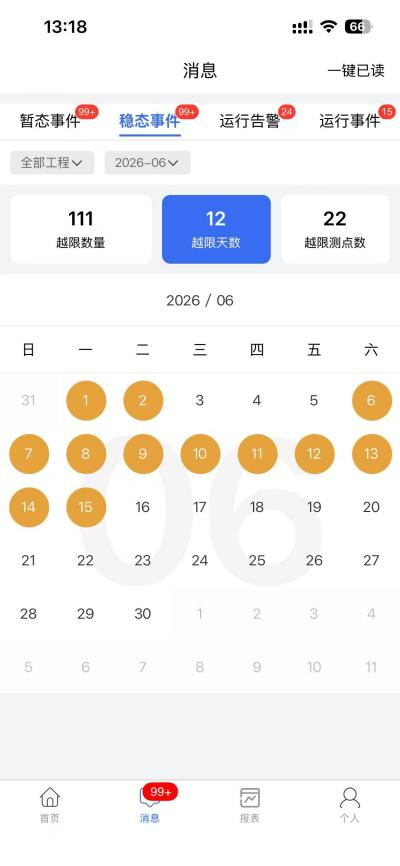 13:18
66
消息
一键已读
暂态事件 99+ 稳态事件 99+ 运行告警 24 运行事件 15
全部工程 2026-06
111 12 22
越限数量 越限天数 越限测点数
2026 / 06
日 一 二 三 四 五 六
31 1 2 3 4 5 6
7 8 9 10 11 12 13
14 15 16 17 18 19 20
21 22 23 24 25 26 27
28 29 30 1 2 3 4
5 6 7 8 9 10 11
06
99+
首页 消息 报表 个人